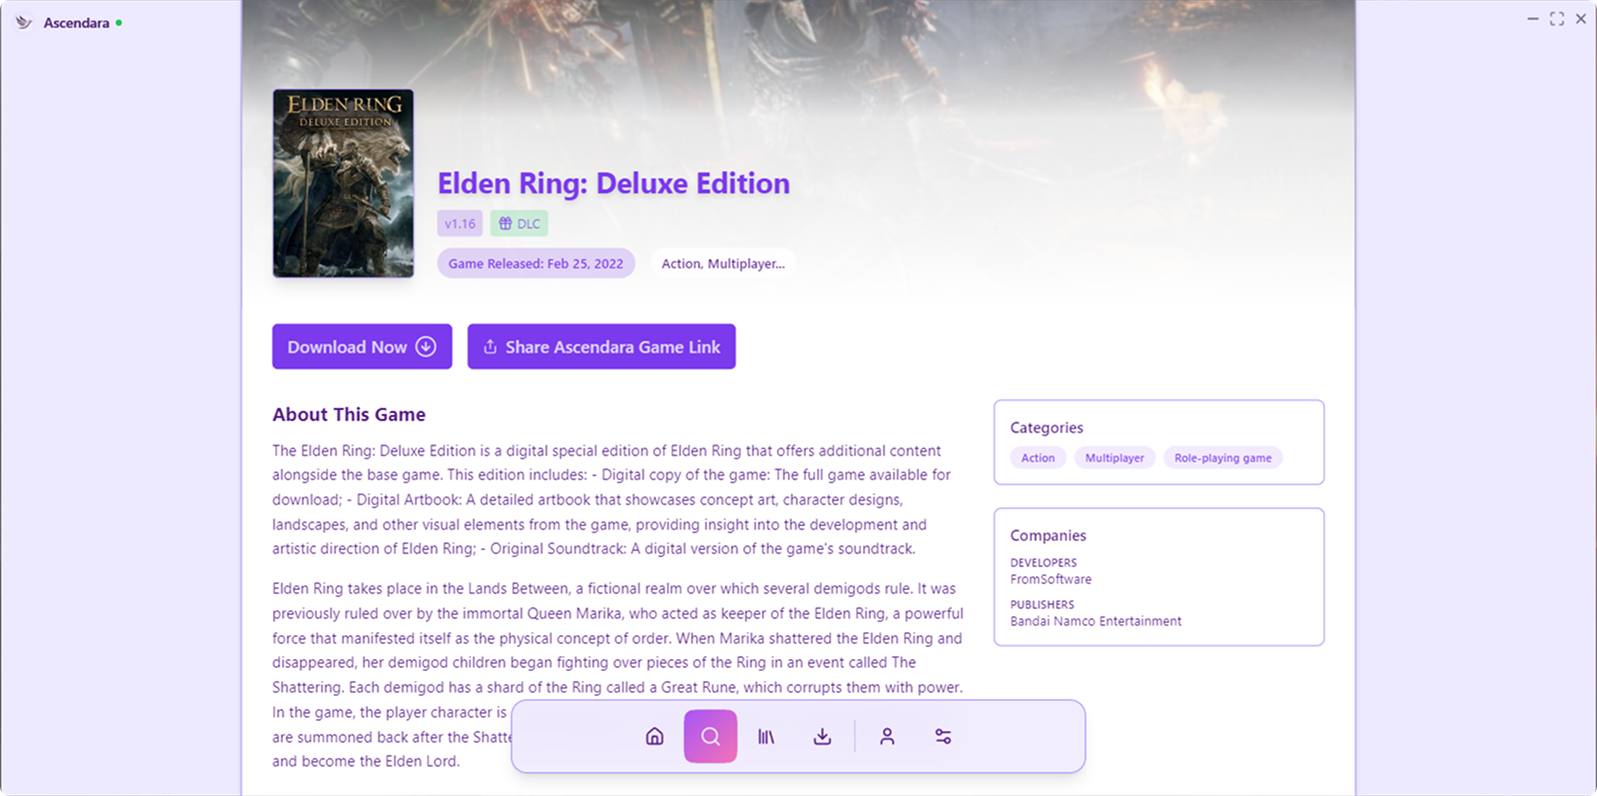 Ascendara
ELDEN RING
DELUXE EDITION
Elden Ring: Deluxe Edition
v1.16
DLC
Game Released: Feb 25, 2022
Action, Multiplayer...
Download Now
Share Ascendara Game Link
About This Game
The Elden Ring: Deluxe Edition is a digital special edition of Elden Ring that offers additional content
alongside the base game. This edition includes: - Digital copy of the game: The full game available for
download; - Digital Artbook: A detailed artbook that showcases concept art, character designs,
landscapes, and other visual elements from the game, providing insight into the development and
artistic direction of Elden Ring; - Original Soundtrack: A digital version of the game's soundtrack.
Elden Ring takes place in the Lands Between, a fictional realm over which several demigods rule. It was
previously ruled over by the immortal Queen Marika, who acted as keeper of the Elden Ring, a powerful
force that manifested itself as the physical concept of order. When Marika shattered the Elden Ring and
disappeared, her demigod children began fighting over pieces of the Ring in an event called The
Shattering. Each demigod has a shard of the Ring called a Great Rune, which corrupts them with power.
In the game, the player character is
are summoned back after the Shatte
and become the Elden Lord.
Categories
Action
Multiplayer
Role-playing game
Companies
DEVELOPERS
FromSoftware
PUBLISHERS
Bandai Namco Entertainment